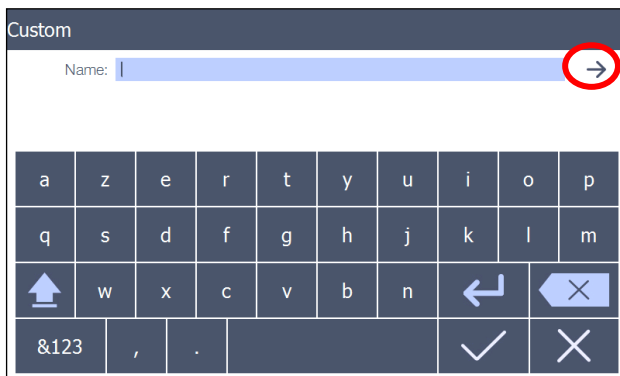 Custom
Name:
a z e r t y u i o p
q s d f g h j k l m
w x c v b n
&123 , .